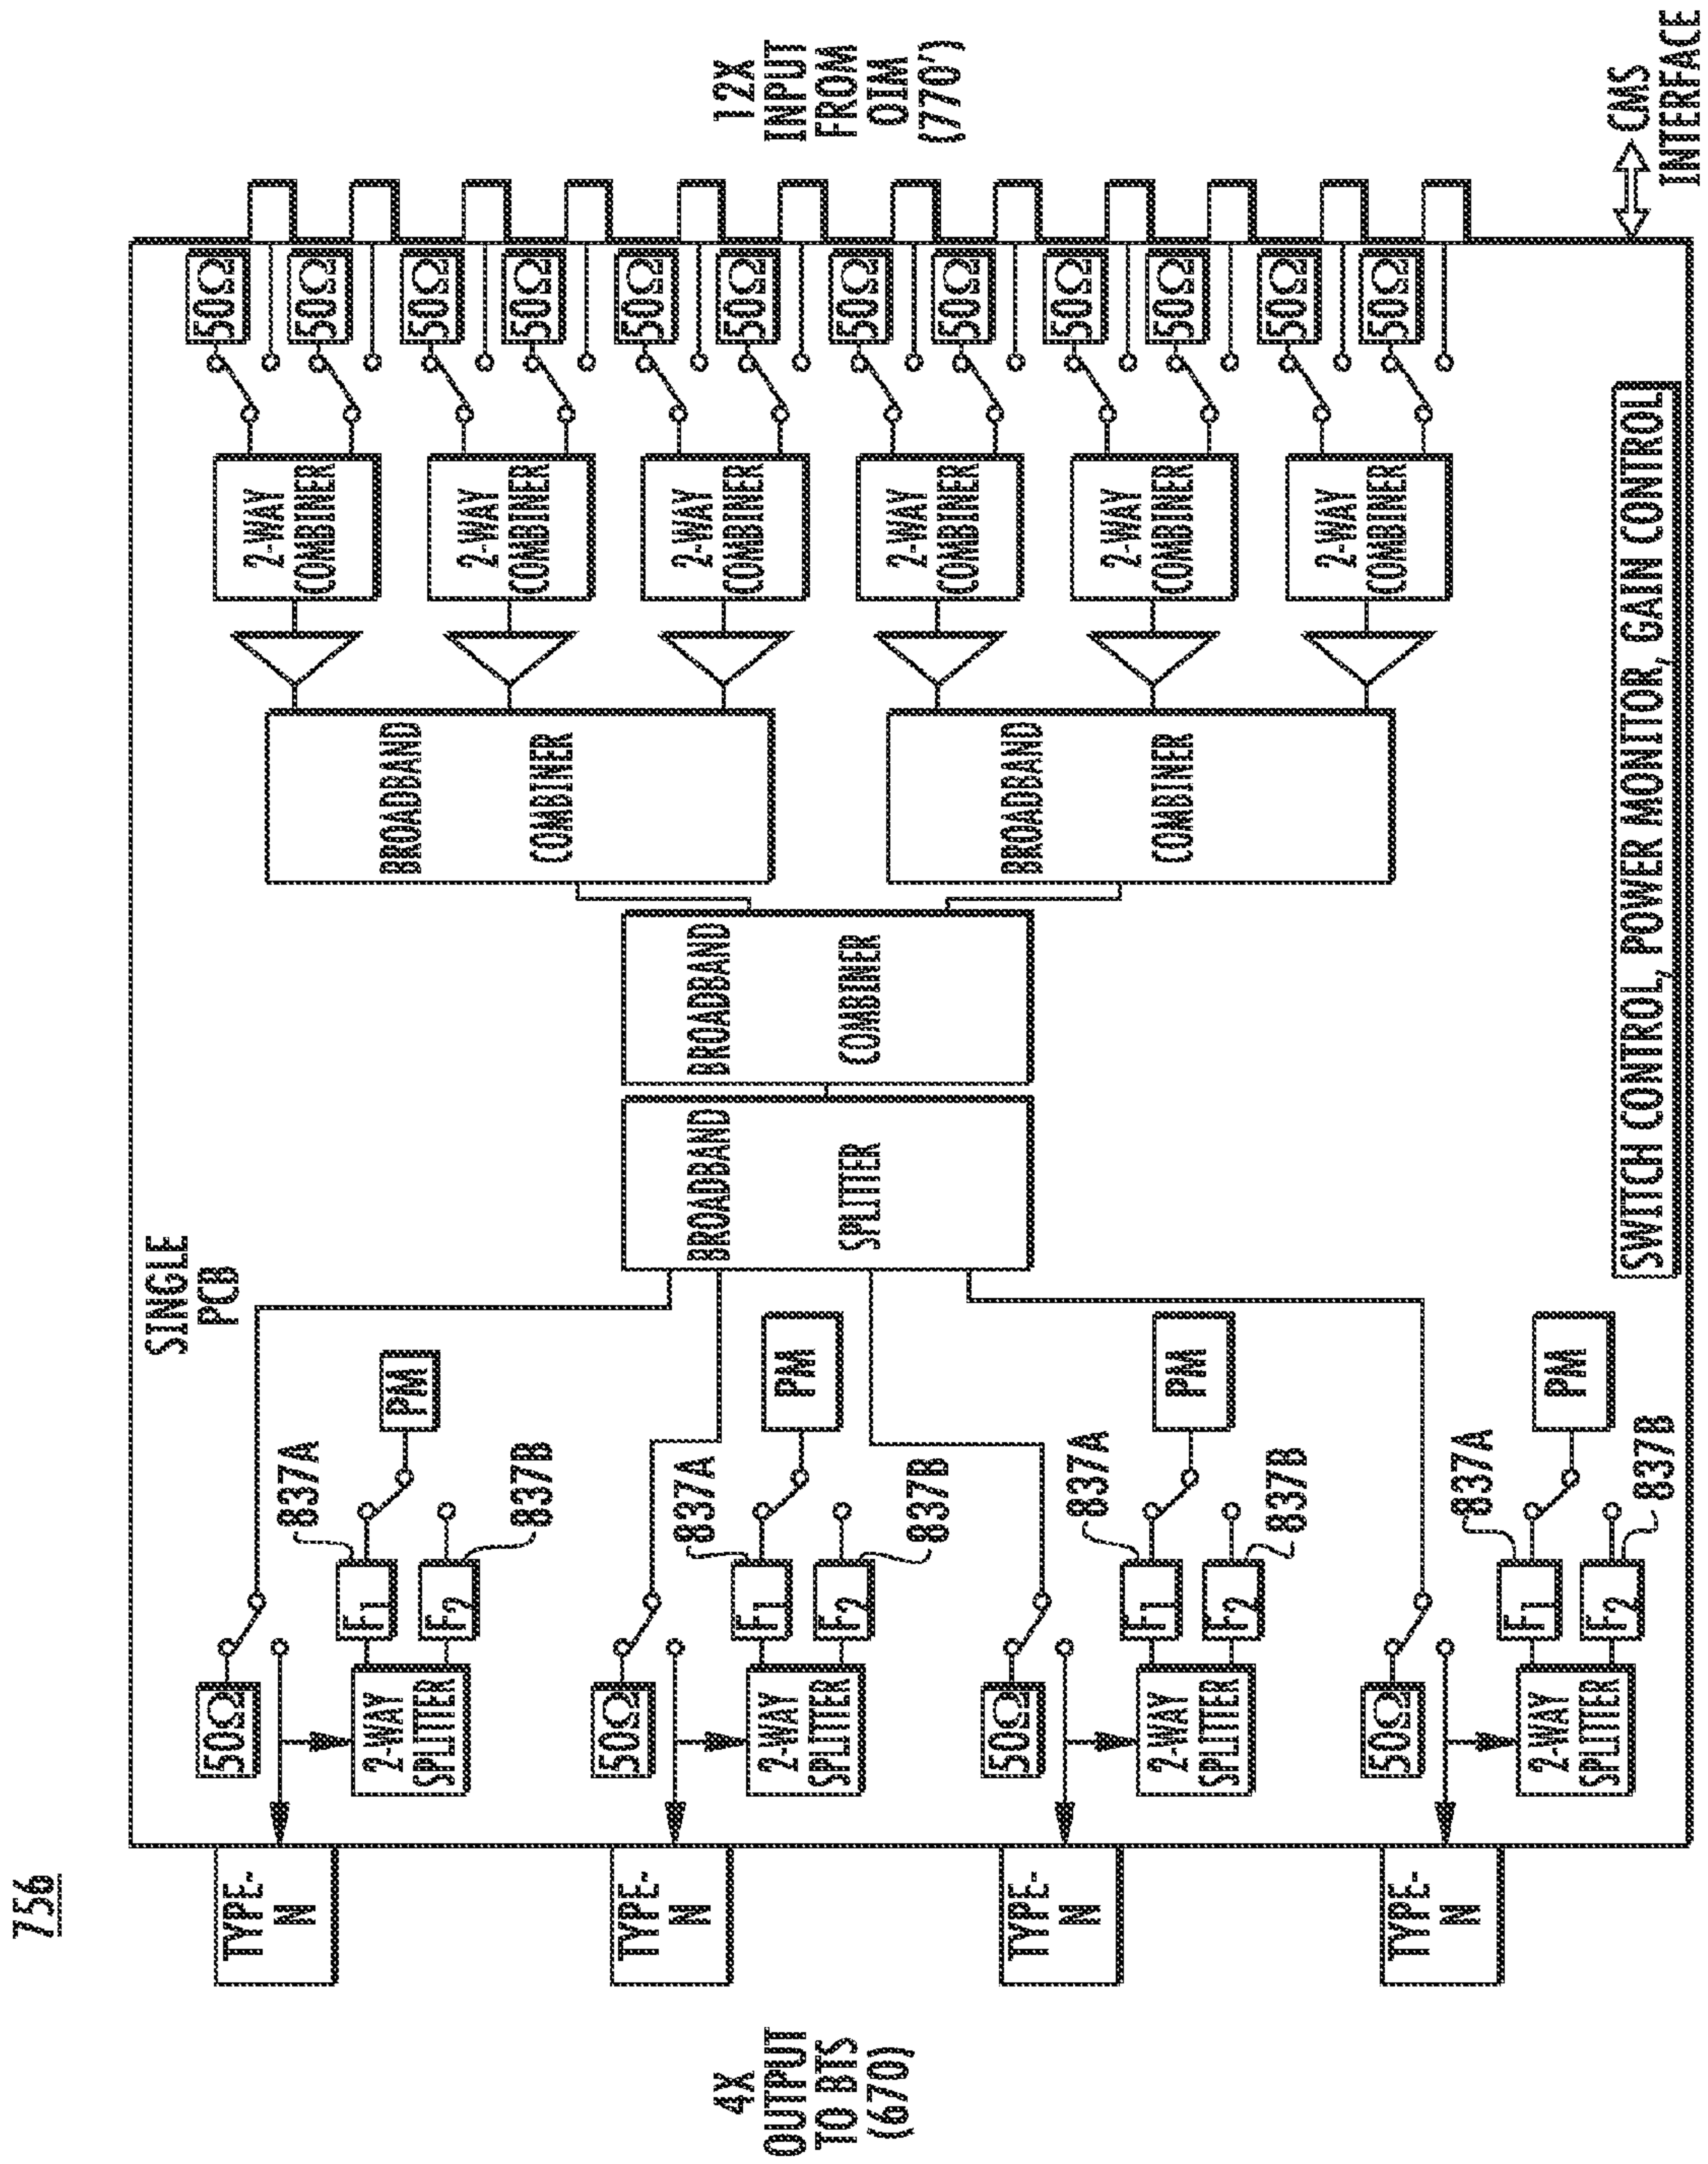 756
SINGLE
PCB
4X
OUTPUT
TO BTS
(670)
TYPE-
N
TYPE-
N
TYPE-
N
TYPE-
N
50Ω
2-WAY
SPLITTER
F1
F2
837A
837B
PM
50Ω
2-WAY
SPLITTER
F1
F2
837A
837B
PM
50Ω
2-WAY
SPLITTER
F1
F2
837A
837B
PM
50Ω
2-WAY
SPLITTER
F1
F2
837A
837B
PM
BROADBAND
SPLITTER
BROADBAND
COMBINER
BROADBAND
COMBINER
BROADBAND
COMBINER
2-WAY
COMBINER
2-WAY
COMBINER
2-WAY
COMBINER
2-WAY
COMBINER
2-WAY
COMBINER
2-WAY
COMBINER
50Ω
50Ω
50Ω
50Ω
50Ω
50Ω
50Ω
50Ω
50Ω
50Ω
50Ω
50Ω
12X
INPUT
FROM
OIM
(770')
SWITCH CONTROL, POWER MONITOR, GAIN CONTROL
CMS
INTERFACE